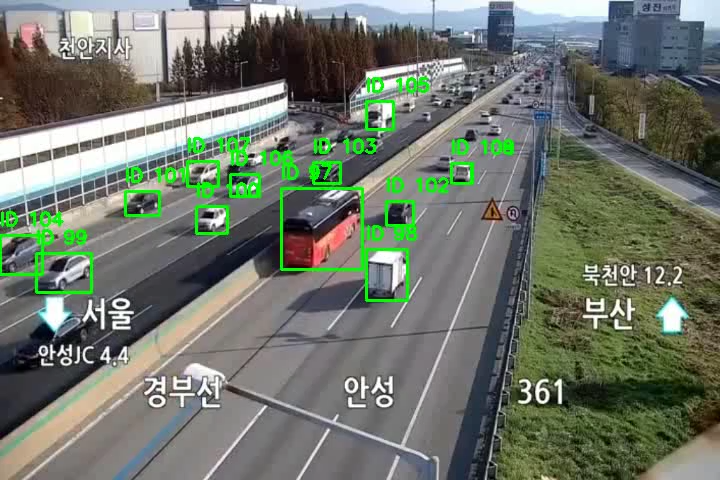 천안지사
ID 105
ID 107
ID 106
ID 103
ID 108
ID 101
ID 97
ID 102
ID 104
ID 99
ID 98
북천안 12.2
서울
부산
안성JC 4.4
경부선 안성 361